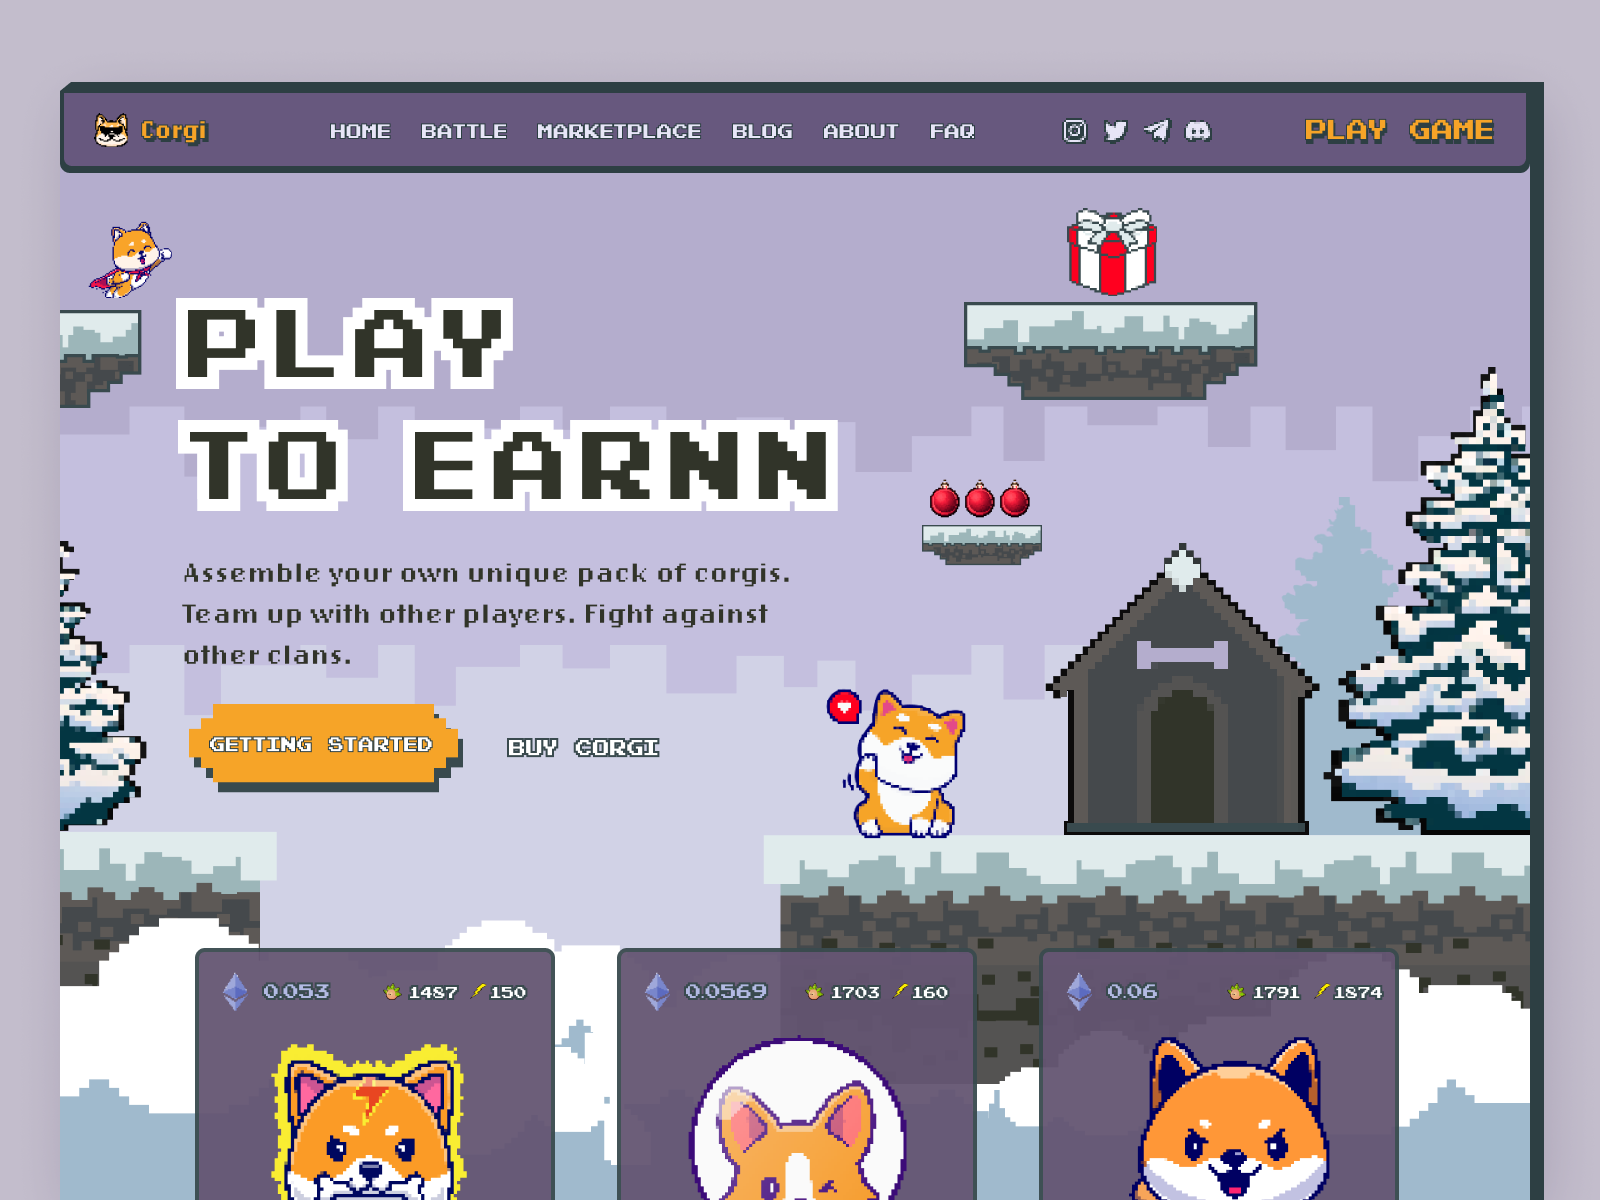 Corgi
HOME BATTLE MARKETPLACE BLOG ABOUT FAQ
PLAY GAME
PLAY
TO EARNN
Assemble your own unique pack of corgis.
Team up with other players. Fight against
other clans.
GETTING STARTED
BUY CORGI
0.053 1487 150
0.0569 1703 160
0.06 1791 1874